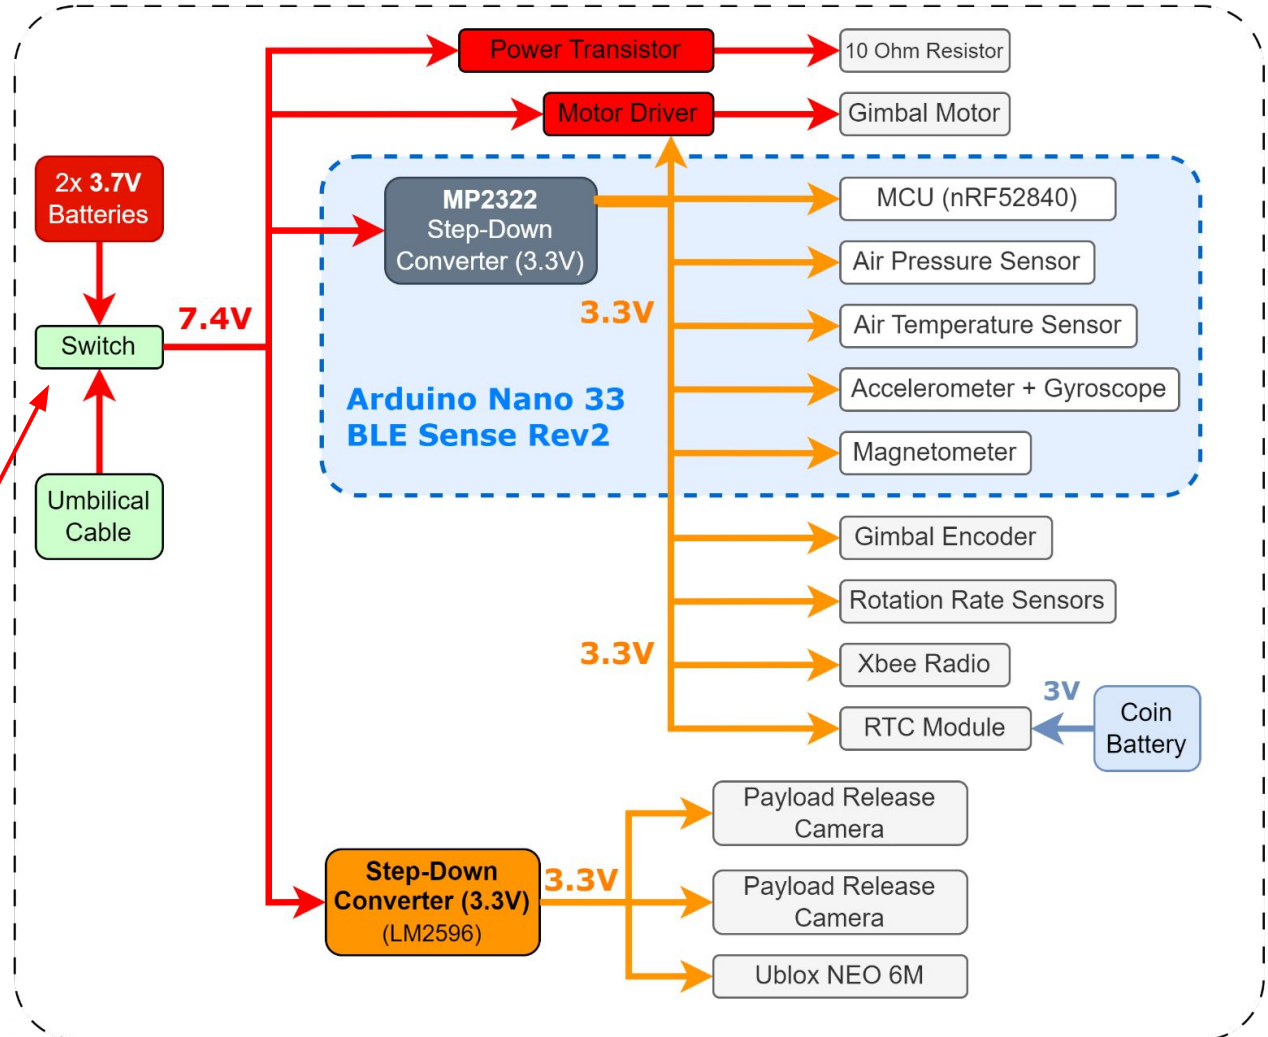 Power Transistor
10 Ohm Resistor
Motor Driver
Gimbal Motor
2x 3.7V
Batteries
MP2322
Step-Down
Converter (3.3V)
MCU (nRF52840)
Air Pressure Sensor
7.4V
3.3V
Air Temperature Sensor
Switch
Arduino Nano 33
BLE Sense Rev2
Accelerometer + Gyroscope
Magnetometer
Umbilical
Cable
Gimbal Encoder
Rotation Rate Sensors
3.3V
Xbee Radio
3V
RTC Module
Coin
Battery
Payload Release
Camera
Step-Down
Converter (3.3V)
(LM2596)
3.3V
Payload Release
Camera
Ublox NEO 6M